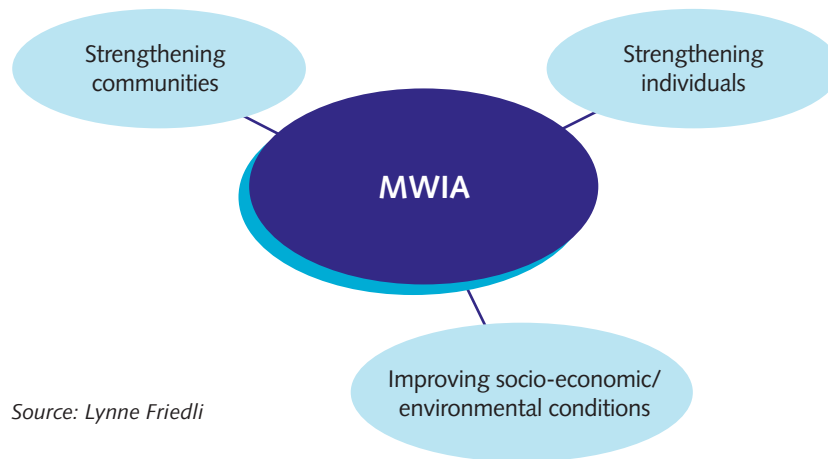 Strengthening
communities
Strengthening
individuals
MWIA
Improving socio-economic/
environmental conditions
Source: Lynne Friedli